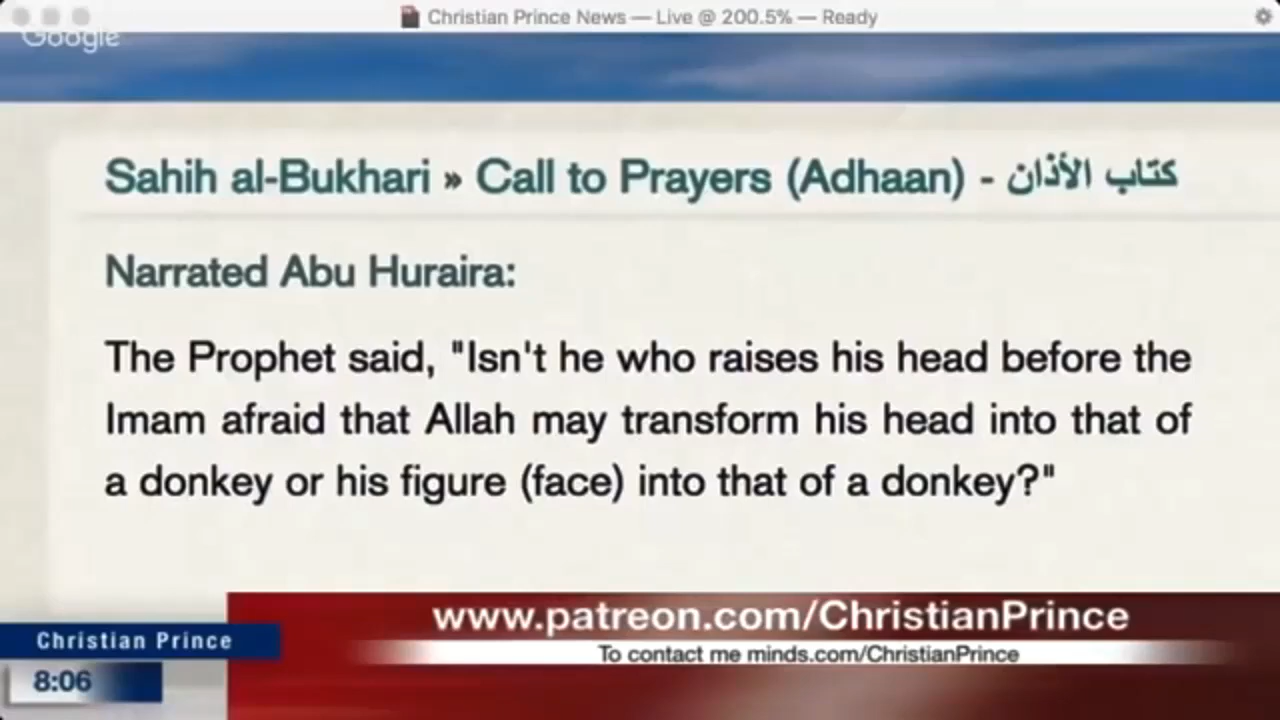 Christian Prince News — Live @ 200.5% — Ready
Google
Sahih al-Bukhari » Call to Prayers (Adhaan) - كتاب الأذان
Narrated Abu Huraira:
The Prophet said, "Isn't he who raises his head before the
Imam afraid that Allah may transform his head into that of
a donkey or his figure (face) into that of a donkey?"
www.patreon.com/ChristianPrince
Christian Prince
To contact me minds.com/ChristianPrince
8:06